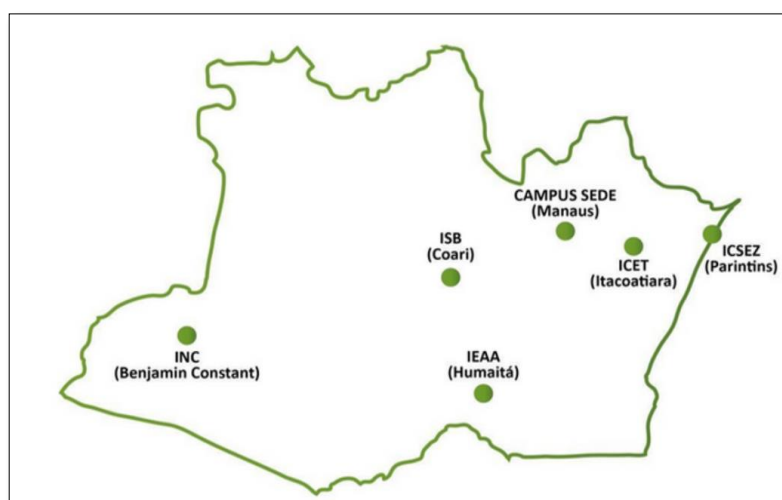 CAMPUS SEDE
(Manaus)
ISB
(Coari)
ICET
(Itacoatiara)
ICSEZ
(Parintins)
INC
(Benjamin Constant)
IEAA
(Humaitá)